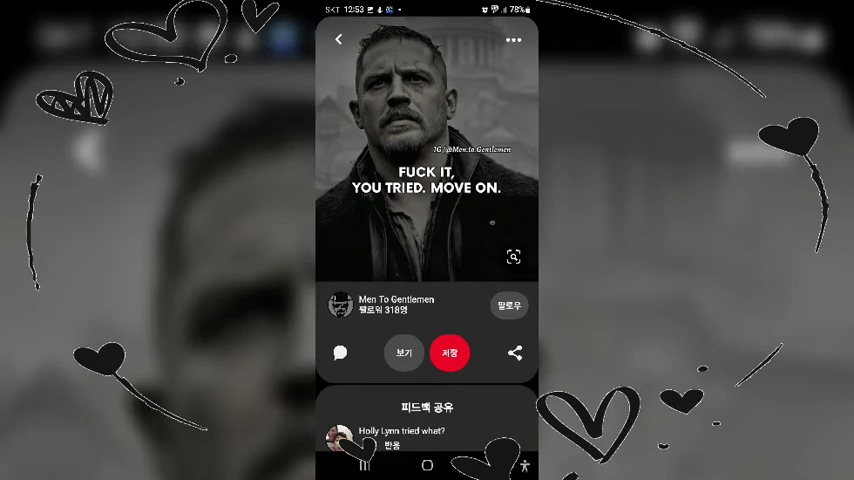 SKT 12:53
78%
IG/@Men.to.Gentlemen
FUCK IT,
YOU TRIED. MOVE ON.
Men To Gentlemen
팔로워 318명
팔로우
보기
저장
피드백 공유
Holly Lynn tried what?
반응